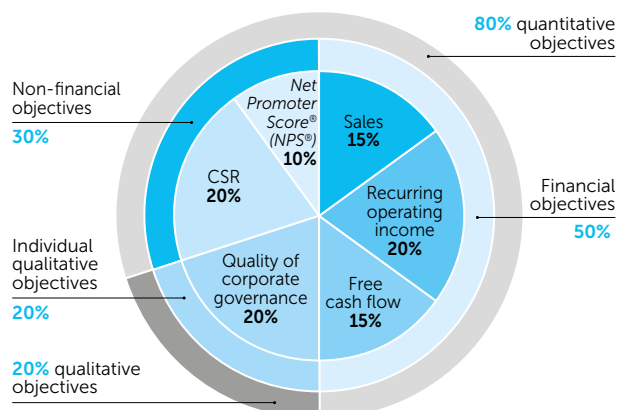 80% quantitative
objectives
Non-financial
objectives
30%
Net
Promoter
Score®
(NPS®)
10%
Sales
15%
CSR
20%
Recurring
operating
income
20%
Financial
objectives
50%
Individual
qualitative
objectives
20%
Quality of
corporate
governance
20%
Free
cash flow
15%
20% qualitative
objectives